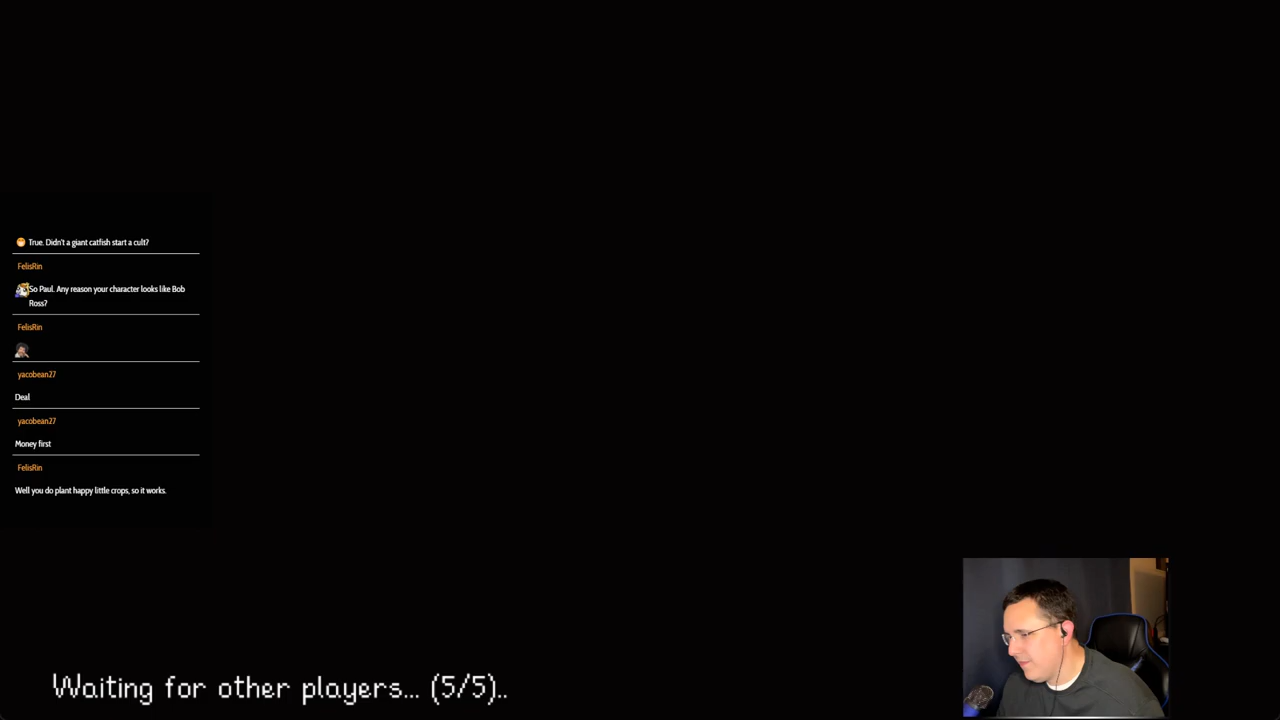 True. Didn't a giant catfish start a cult?
FelisRin
So Paul. Any reason your character looks like Bob
Ross?
FelisRin
yacobean27
Deal
yacobean27
Money first
FelisRin
Well you do plant happy little crops, so it works.
Waiting for other players... (5/5)..